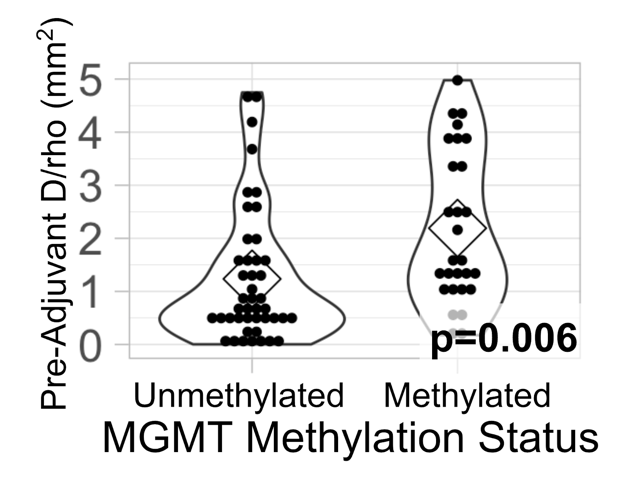 Pre-Adjuvant D/rho (mm²)
5
4
3
2
1
0
p=0.006
Unmethylated Methylated
MGMT Methylation Status